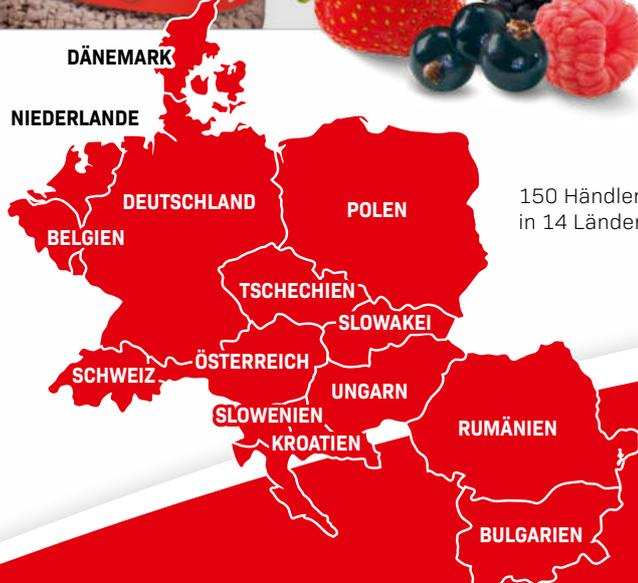 DÄNEMARK
NIEDERLANDE
DEUTSCHLAND
POLEN
150 Händler
in 14 Länder
BELGIEN
TSCHECHIEN
SLOWAKEI
ÖSTERREICH
SCHWEIZ
UNGARN
SLOWENIEN
RUMÄNIEN
KROATIEN
BULGARIEN